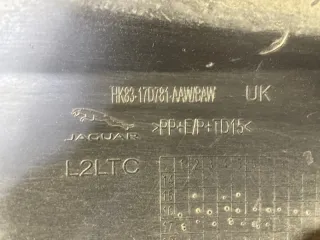 HK83-17D781-AAW/BAW UK
JAGUAR >PP+E/P+TD15<
L2LTC